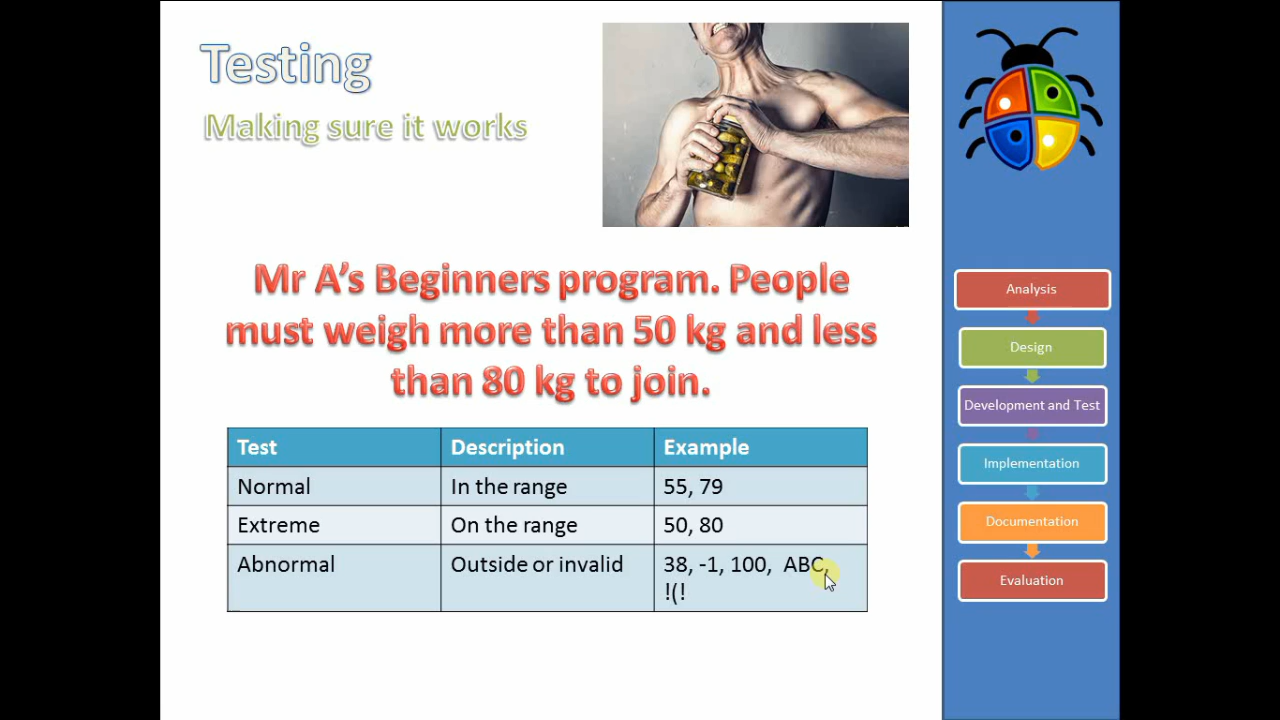 Testing
Making sure it works
Mr A’s Beginners program. People
must weigh more than 50 kg and less
than 80 kg to join.
Test Description Example
Normal In the range 55, 79
Extreme On the range 50, 80
Abnormal Outside or invalid 38, -1, 100,  ABC,
!(!
Analysis
Design
Development and Test
Implementation
Documentation
Evaluation